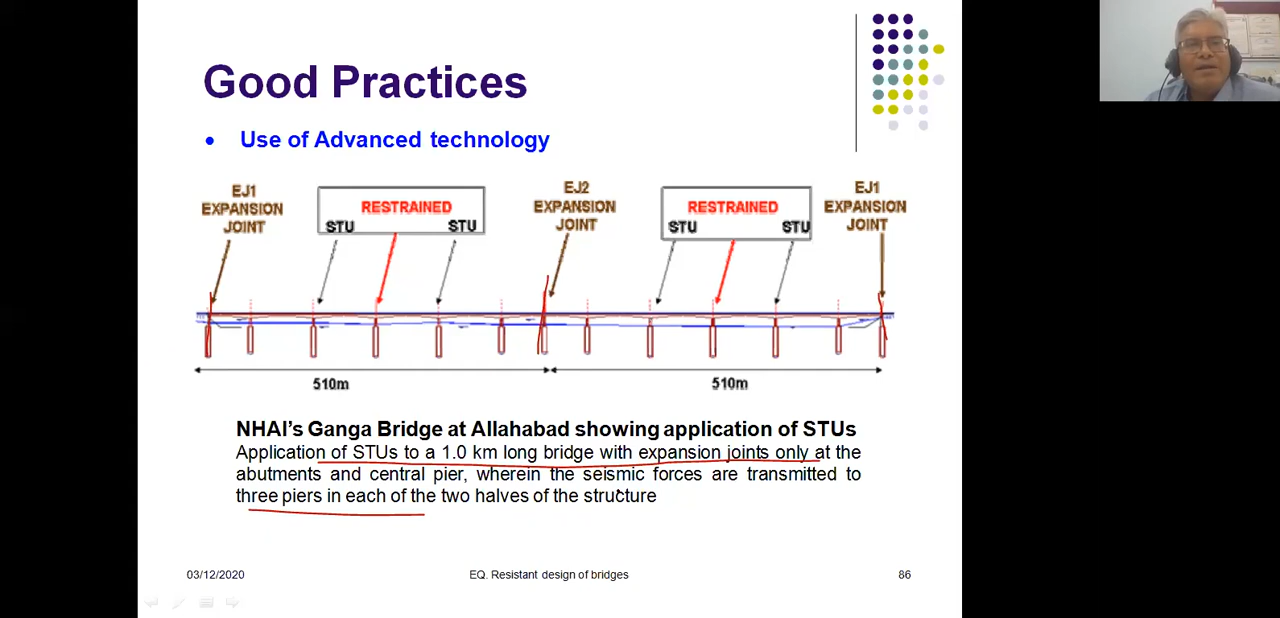 Good Practices
• Use of Advanced technology
EJ1
EXPANSION
JOINT
RESTRAINED
STU STU
EJ2
EXPANSION
JOINT
RESTRAINED
STU STU
EJ1
EXPANSION
JOINT
510m
510m
NHAI's Ganga Bridge at Allahabad showing application of STUs
Application of STUs to a 1.0 km long bridge with expansion joints only at the
abutments and central pier, wherein the seismic forces are transmitted to
three piers in each of the two halves of the structure
03/12/2020
EQ. Resistant design of bridges
86